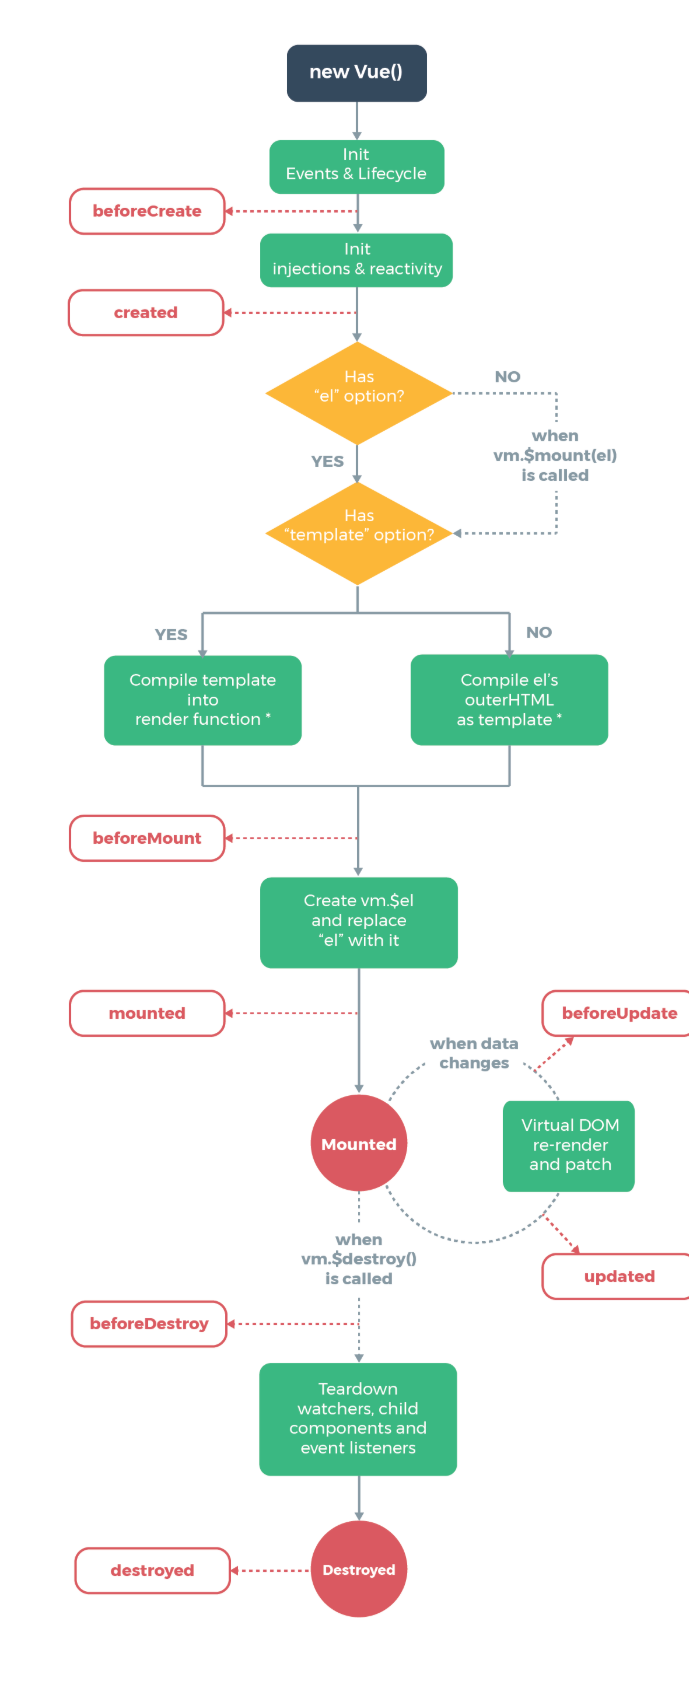 new Vue()
Init
Events & Lifecycle
beforeCreate
Init
injections & reactivity
created
Has
“el” option?
NO
when
vm.$mount(el)
is called
YES
Has
“template” option?
YES
NO
Compile template
into
render function *
Compile el’s
outerHTML
as template *
beforeMount
Create vm.$el
and replace
“el” with it
mounted
beforeUpdate
when data
changes
Mounted
Virtual DOM
re-render
and patch
when
vm.$destroy()
is called
updated
beforeDestroy
Teardown
watchers, child
components and
event listeners
destroyed
Destroyed